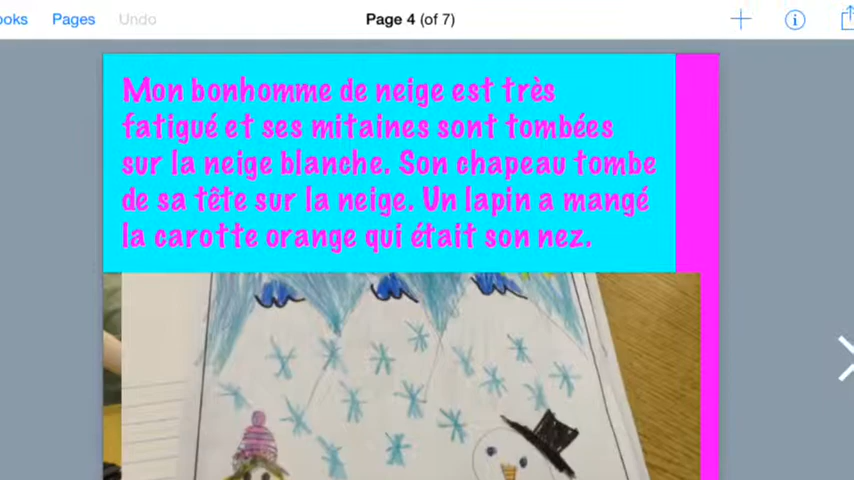 ooks Pages Undo Page 4 (of 7)
Mon bonhomme de neige est très
fatigué et ses mitaines sont tombées
sur la neige blanche. Son chapeau tombe
de sa tête sur la neige. Un lapin a mangé
la carotte orange qui était son nez.